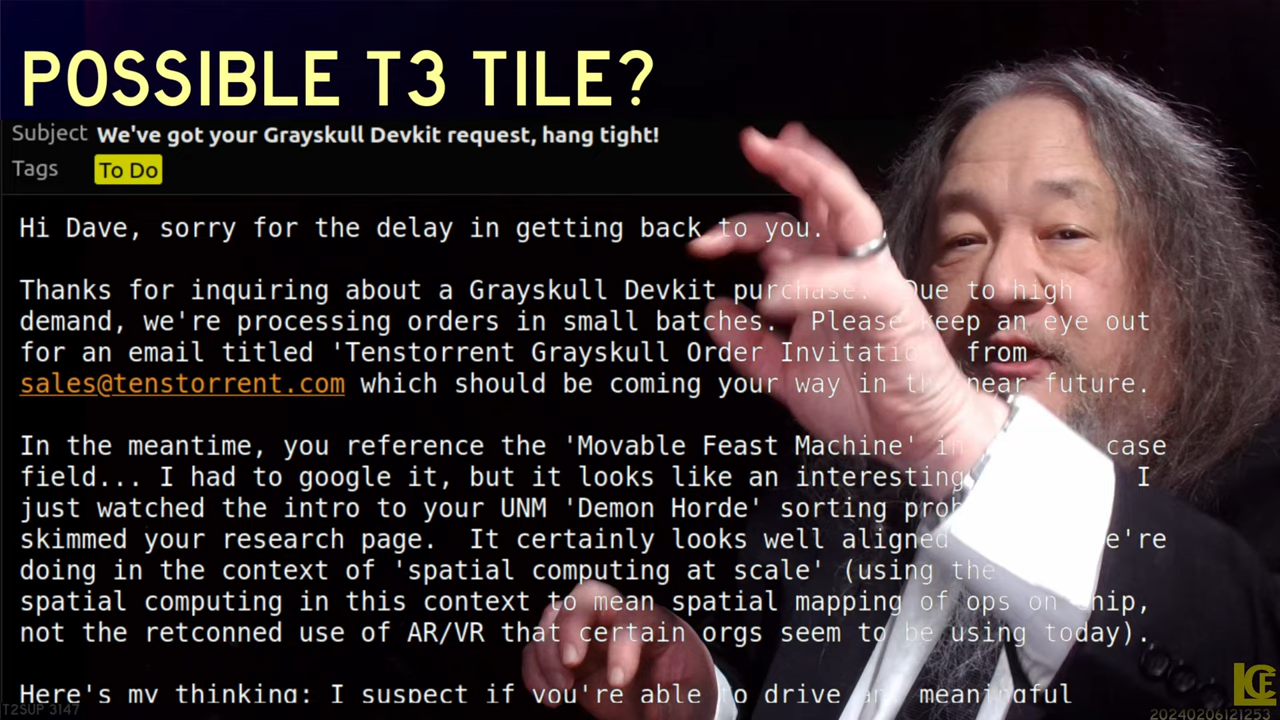 POSSIBLE T3 TILE?
Subject We've got your Grayskull Devkit request, hang tight!
Tags To Do
Hi Dave, sorry for the delay in getting back to you.
Thanks for inquiring about a Grayskull Devkit purchase. Due to high
demand, we're processing orders in small batches. Please keep an eye out
for an email titled 'Tenstorrent Grayskull Order Invitation from
sales@tenstorrent.com which should be coming your way in the near future.
In the meantime, you reference the 'Movable Feast Machine' in case
field... I had to google it, but it looks like an interesting I
just watched the intro to your UNM 'Demon Horde' sorting
skimmed your research page. It certainly looks well aligned
doing in the context of 'spatial computing at scale' (using the
spatial computing in this context to mean spatial mapping of ops on chip,
not the retconned use of AR/VR that certain orgs seem to be using today).
Here's my thinking: I suspect if you're able to drive any meaningful
T2SUP 3147
20240206121253